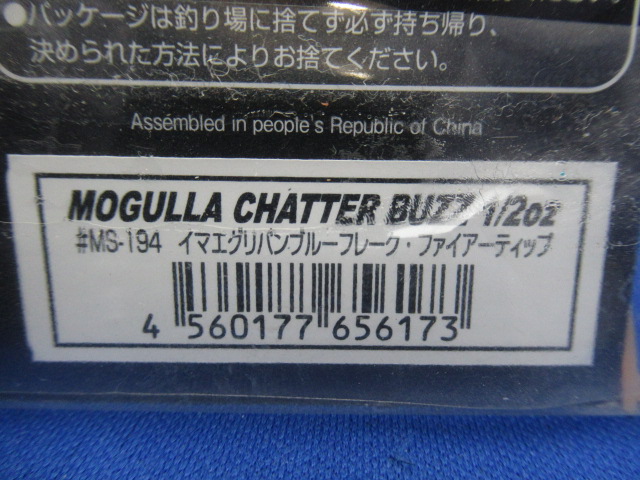 ●パッケージは釣り場に捨てず必ず持ち帰り、
決められた方法によりお捨てください。
Assembled in people's Republic of China
MOGULLA CHATTER BUZZ 1/2oz
#MS-194 イマエグリパンブルーフレーク・ファイアーティップ
4 560177 656173